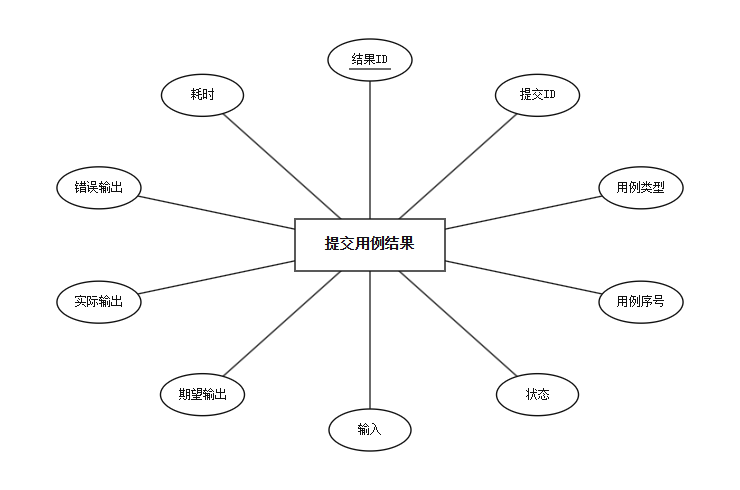 结果ID
耗时
提交ID
错误输出
用例类型
提交用例结果
实际输出
用例序号
期望输出
状态
输入